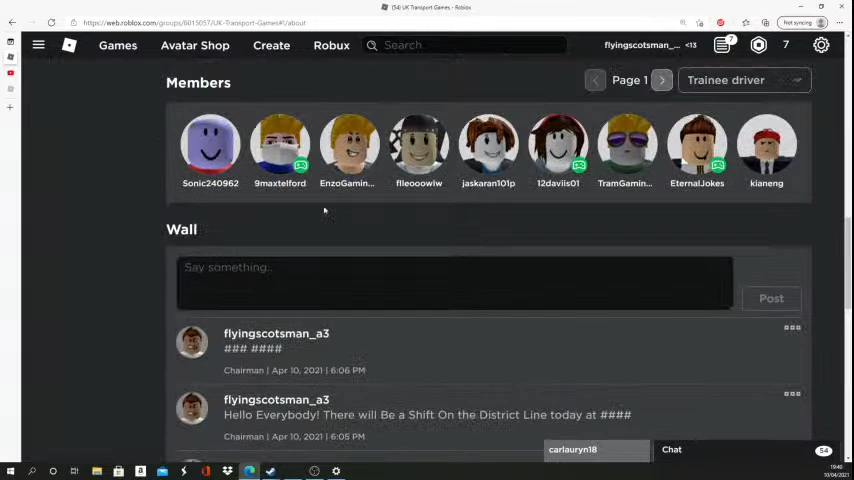 (54) UK Transport Games - Roblox
https://web.roblox.com/groups/6015057/UK-Transport-Games#!/about
Not syncing
Games Avatar Shop Create Robux Search flyingscotsman_... <13 7 7
Members Page 1 Trainee driver
Sonic240962 9maxtelford EnzoGamin... flleooowlw jaskaran101p 12daviis01 TramGamin... EternalJokes kianeng
Wall
Say something...
Post
flyingscotsman_a3
### ####
Chairman | Apr 10, 2021 | 6:06 PM
flyingscotsman_a3
Hello Everybody! There will Be a Shift On the District Line today at ####
Chairman | Apr 10, 2021 | 6:05 PM
carlauryn18 Chat 54
19:40
10/04/2021